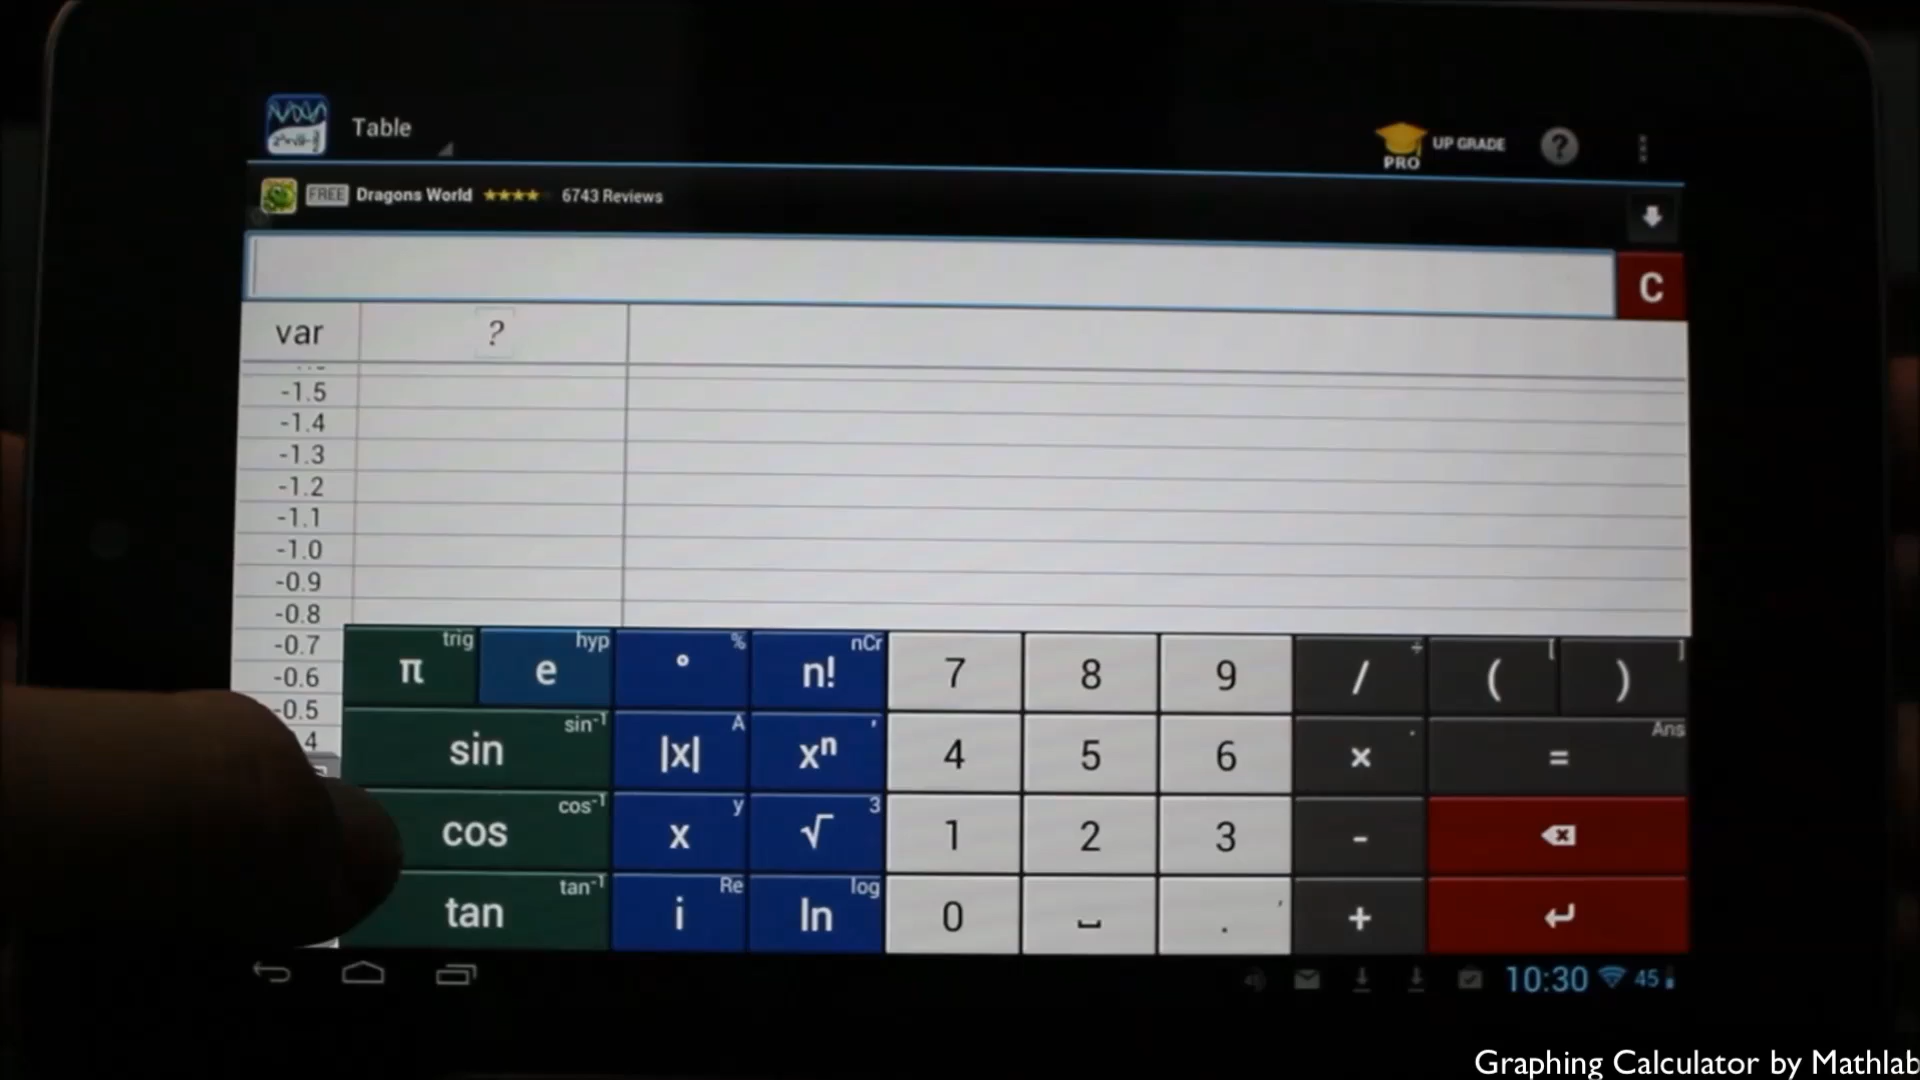 Table
PRO UP GRADE ?
FREE Dragons World 6743 Reviews
C
var ?
-1.5
-1.4
-1.3
-1.2
-1.1
-1.0
-0.9
-0.8
-0.7
-0.6
-0.5
4
trig π hyp e % ° nCr n! 7 8 9 ÷ / [ ( ] )
sin⁻¹ sin A |x| ' xⁿ 4 5 6 · × Ans =
cos⁻¹ cos y x 3 √ 1 2 3 -
tan⁻¹ tan Re i log ln 0 . , +
10:30 45
Graphing Calculator by Mathlab